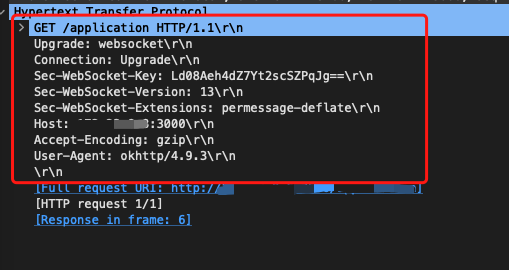 Hypertext Transfer Protocol
GET /application HTTP/1.1\r\n
Upgrade: websocket\r\n
Connection: Upgrade\r\n
Sec-WebSocket-Key: Ld08Aeh4dZ7Yt2scSZPqJg==\r\n
Sec-WebSocket-Version: 13\r\n
Sec-WebSocket-Extensions: permessage-deflate\r\n
Host: :3000\r\n
Accept-Encoding: gzip\r\n
User-Agent: okhttp/4.9.3\r\n
\r\n
[Full request URI: http://]
[HTTP request 1/1]
[Response in frame: 6]